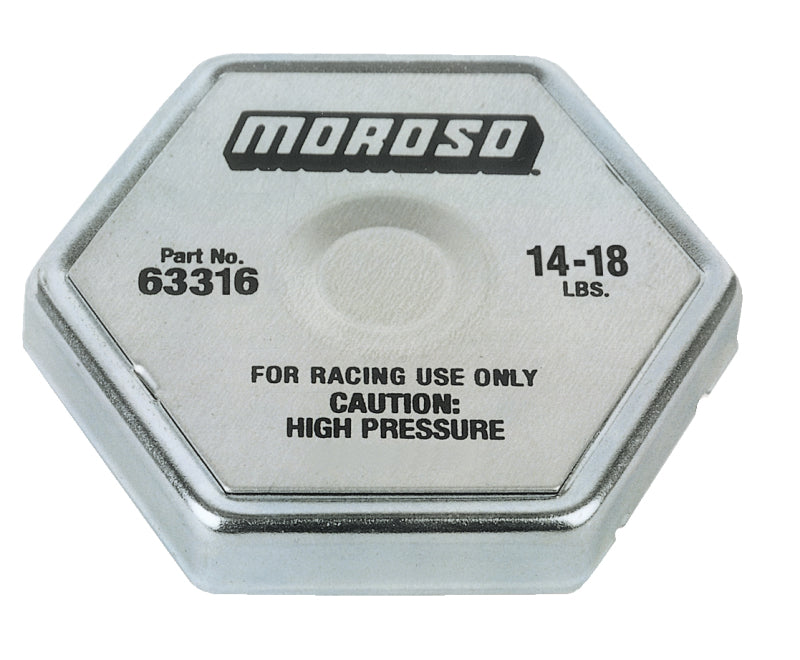 MOROSO
Part No.
63316
14-18
LBS.
FOR RACING USE ONLY
CAUTION:
HIGH PRESSURE